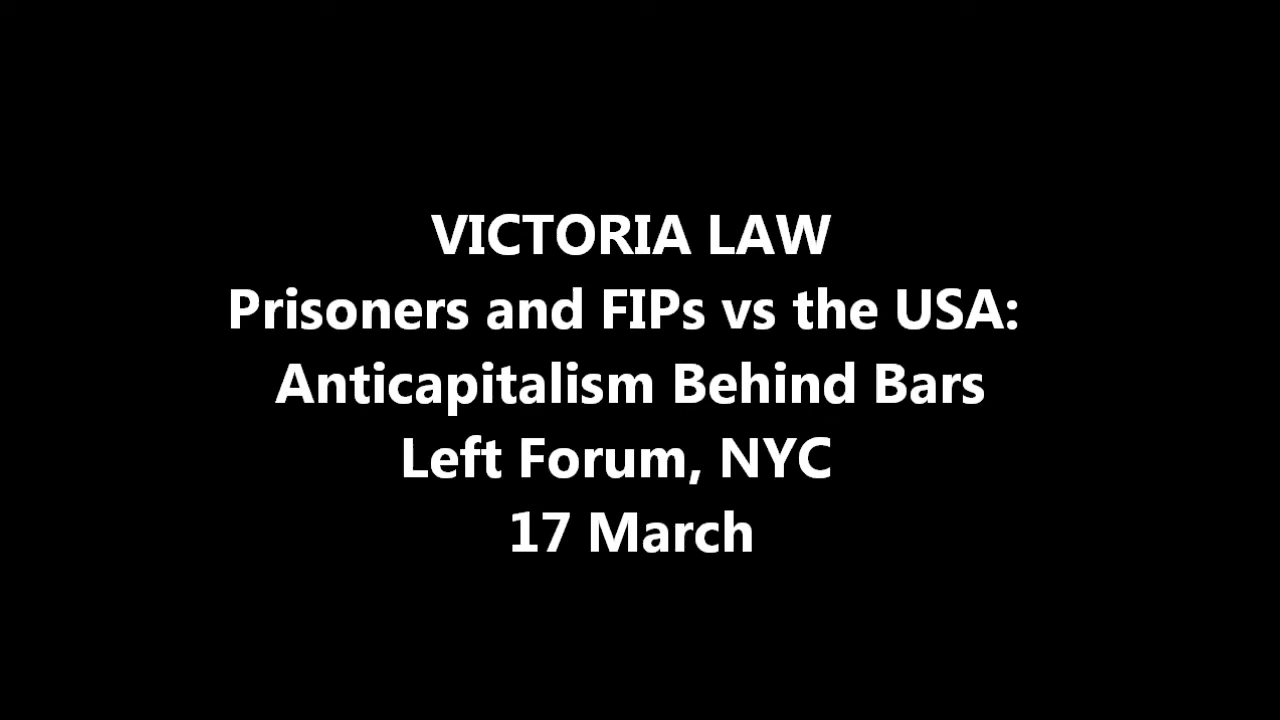 VICTORIA LAW
Prisoners and FIPs vs the USA:
Anticapitalism Behind Bars
Left Forum, NYC
17 March